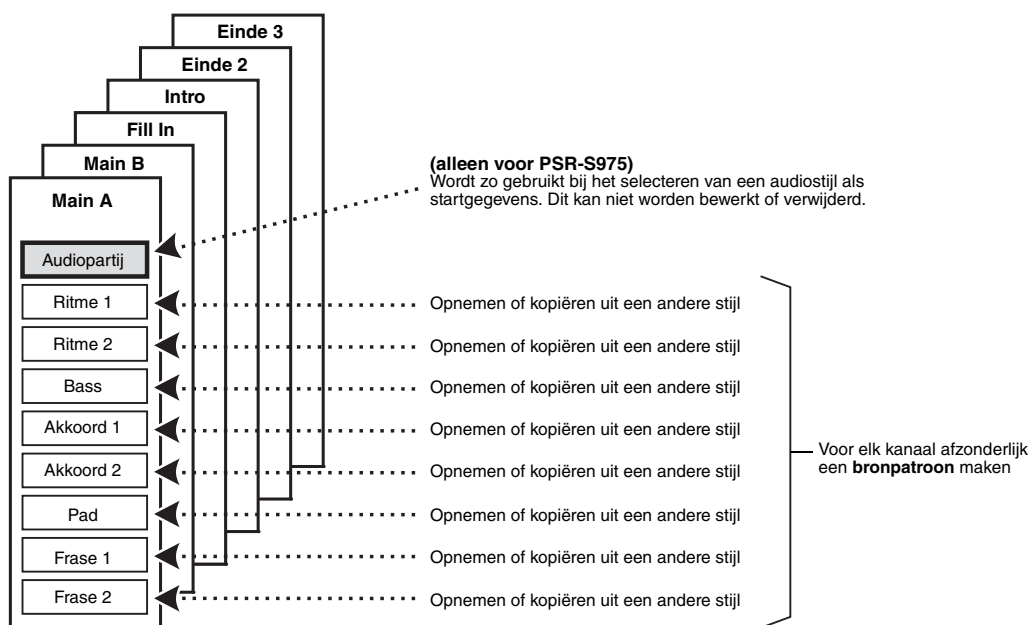 Einde 3
Einde 2
Intro
Fill In
Main B
Main A
(alleen voor PSR-S975)
Wordt zo gebruikt bij het selecteren van een audiostijl als
startgegevens. Dit kan niet worden bewerkt of verwijderd.
Audiopartij
Ritme 1
Opnemen of kopiëren uit een andere stijl
Ritme 2
Opnemen of kopiëren uit een andere stijl
Bass
Opnemen of kopiëren uit een andere stijl
Akkoord 1
Opnemen of kopiëren uit een andere stijl
Akkoord 2
Opnemen of kopiëren uit een andere stijl
Pad
Opnemen of kopiëren uit een andere stijl
Frase 1
Opnemen of kopiëren uit een andere stijl
Frase 2
Opnemen of kopiëren uit een andere stijl
Voor elk kanaal afzonderlijk
een bronpatroon maken